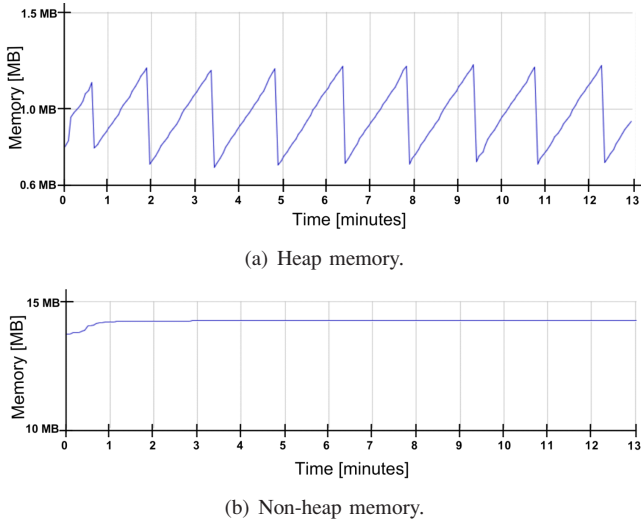 1.5 MB
1.0 MB
0.6 MB
Memory [MB]
0 1 2 3 4 5 6 7 8 9 10 11 12 13
Time [minutes]
(a) Heap memory.
15 MB
10 MB
Memory [MB]
0 1 2 3 4 5 6 7 8 9 10 11 12 13
Time [minutes]
(b) Non-heap memory.